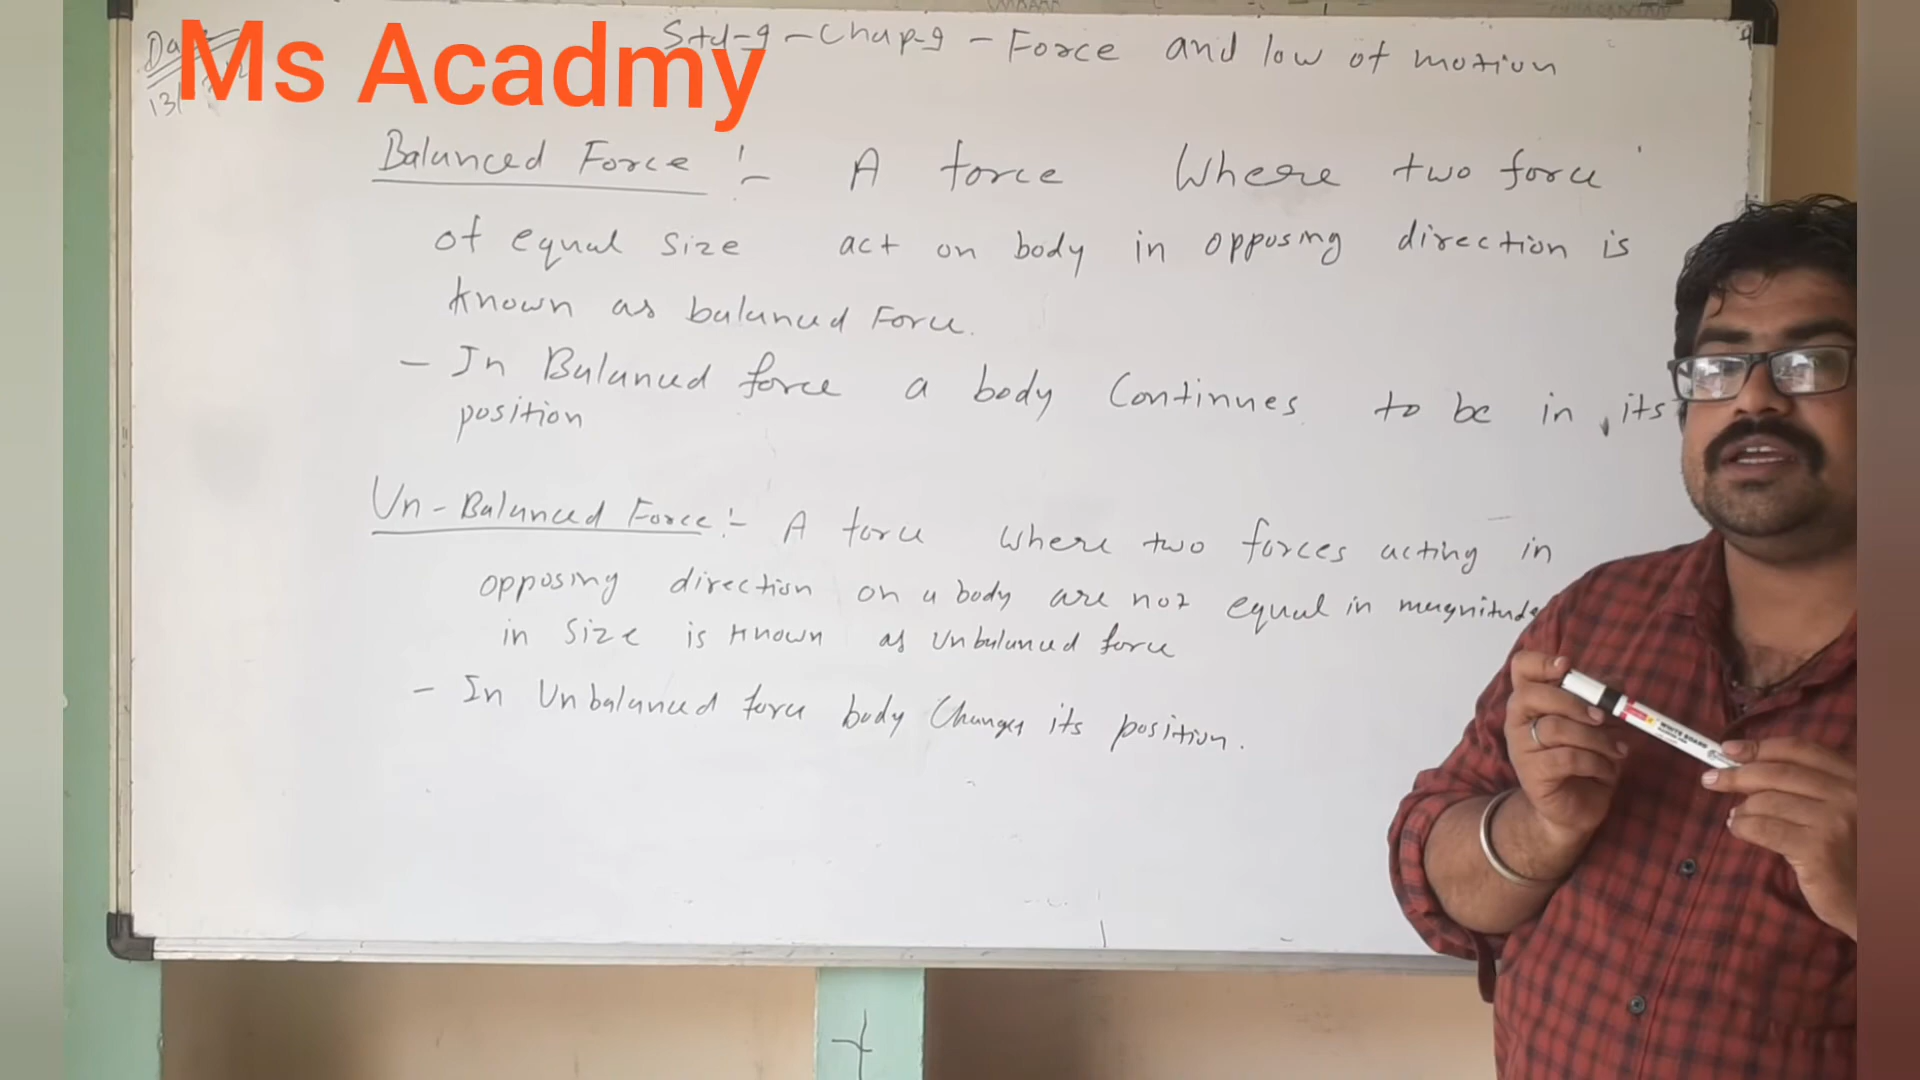 Ms Acadmy
Std-9-Chap-9-Force and low of motion
13/
Balanced Force :- A force Where two force
of equal size act on body in opposing direction is
known as balanced Force.
- In Balanced force a body Continues to be in its
position
Un-Balanced Force :- A force where two forces acting in
opposing direction on a body are not equal in magnitude
in size is known as unbalanced force
- In Unbalanced force body Changes its position.
WHITE BOARD